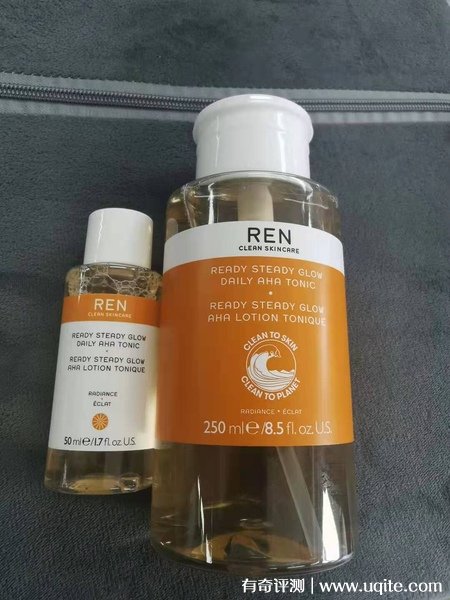 REN
CLEAN SKINCARE
READY STEADY GLOW
DAILY AHA TONIC
•
READY STEADY GLOW
AHA LOTION TONIQUE
RADIANCE
•
ÉCLAT
50 ml℮/1.7 fl.oz.U.S.
REN
CLEAN SKINCARE
READY STEADY GLOW
DAILY AHA TONIC
•
READY STEADY GLOW
AHA LOTION TONIQUE
CLEAN TO SKIN
CLEAN TO PLANET
RADIANCE • ÉCLAT
250 ml℮/8.5 fl. oz. U.S.
有奇评测 | www.uqite.com